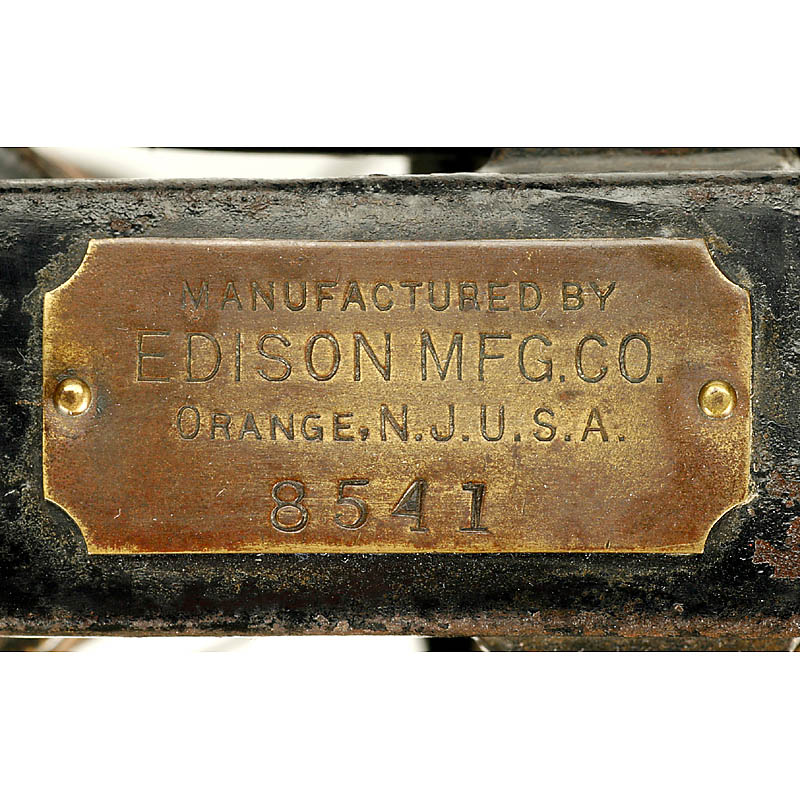 MANUFACTURED BY
EDISON MFG. CO.
ORANGE, N.J.U.S.A.
8541